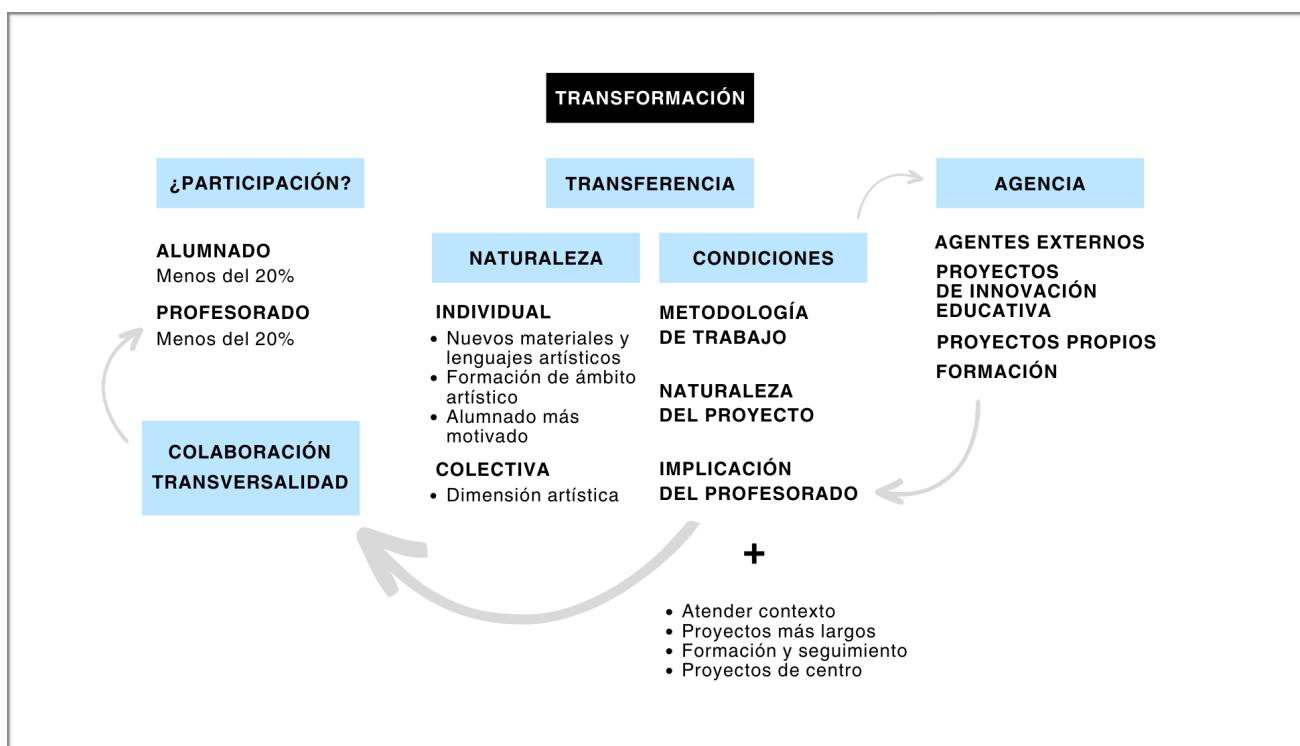 TRANSFORMACIÓN
¿PARTICIPACIÓN?
ALUMNADO
Menos del 20%
PROFESORADO
Menos del 20%
COLABORACIÓN
TRANSVERSALIDAD
TRANSFERENCIA
NATURALEZA
INDIVIDUAL
• Nuevos materiales y
lenguajes artísticos
• Formación de ámbito
artístico
• Alumnado más
motivado
COLECTIVA
• Dimensión artística
CONDICIONES
METODOLOGÍA
DE TRABAJO
NATURALEZA
DEL PROYECTO
IMPLICACIÓN
DEL PROFESORADO
+
• Atender contexto
• Proyectos más largos
• Formación y seguimiento
• Proyectos de centro
AGENCIA
AGENTES EXTERNOS
PROYECTOS
DE INNOVACIÓN
EDUCATIVA
PROYECTOS PROPIOS
FORMACIÓN